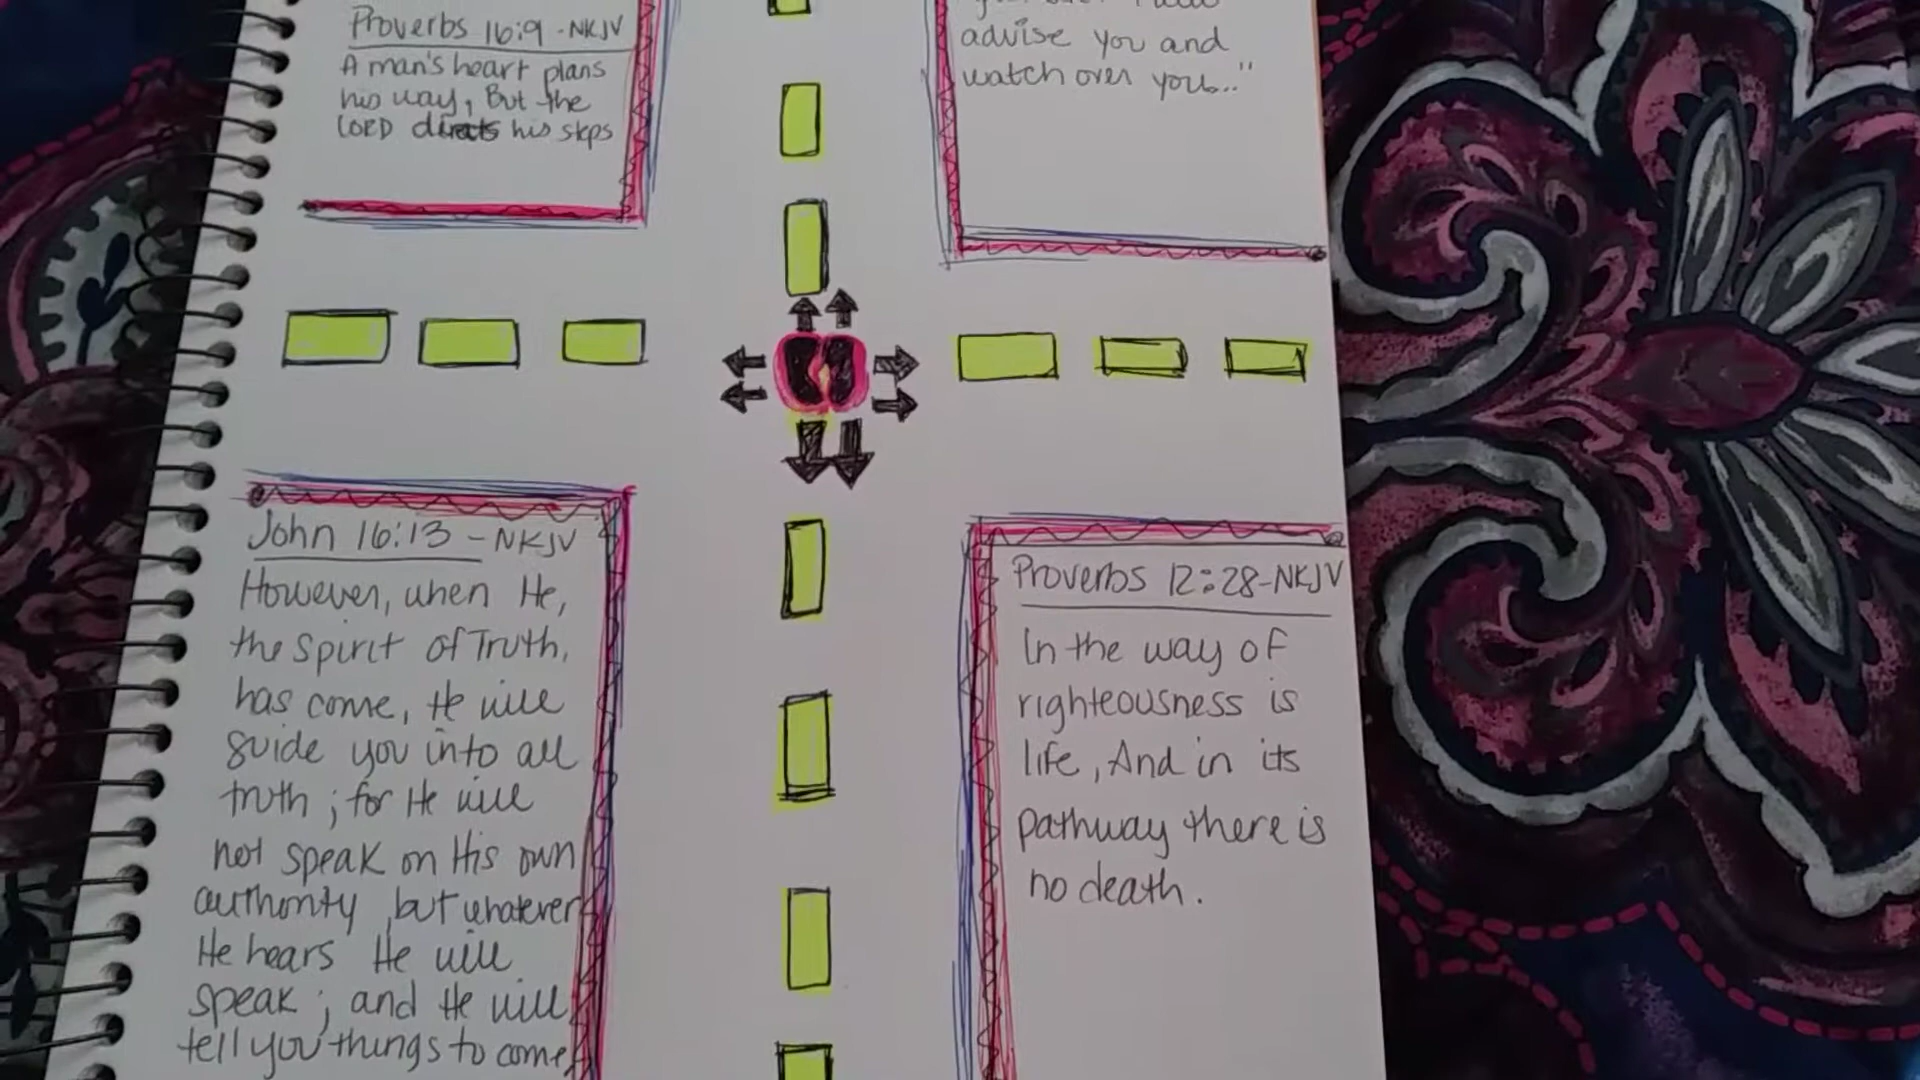 Proverbs 16:9 - NKJV
A man's heart plans
his way, But the
LORD directs his steps
advise you and
watch over you..."
John 16:13 - NKJV
However, when He,
the spirit of Truth,
has come, He will
guide you into all
truth ; for He will
not speak on His own
authority , but whatever
He hears He will
speak ; and He will
tell you things to come
Proverbs 12:28-NKJV
In the way of
righteousness is
life, And in its
pathway there is
no death.